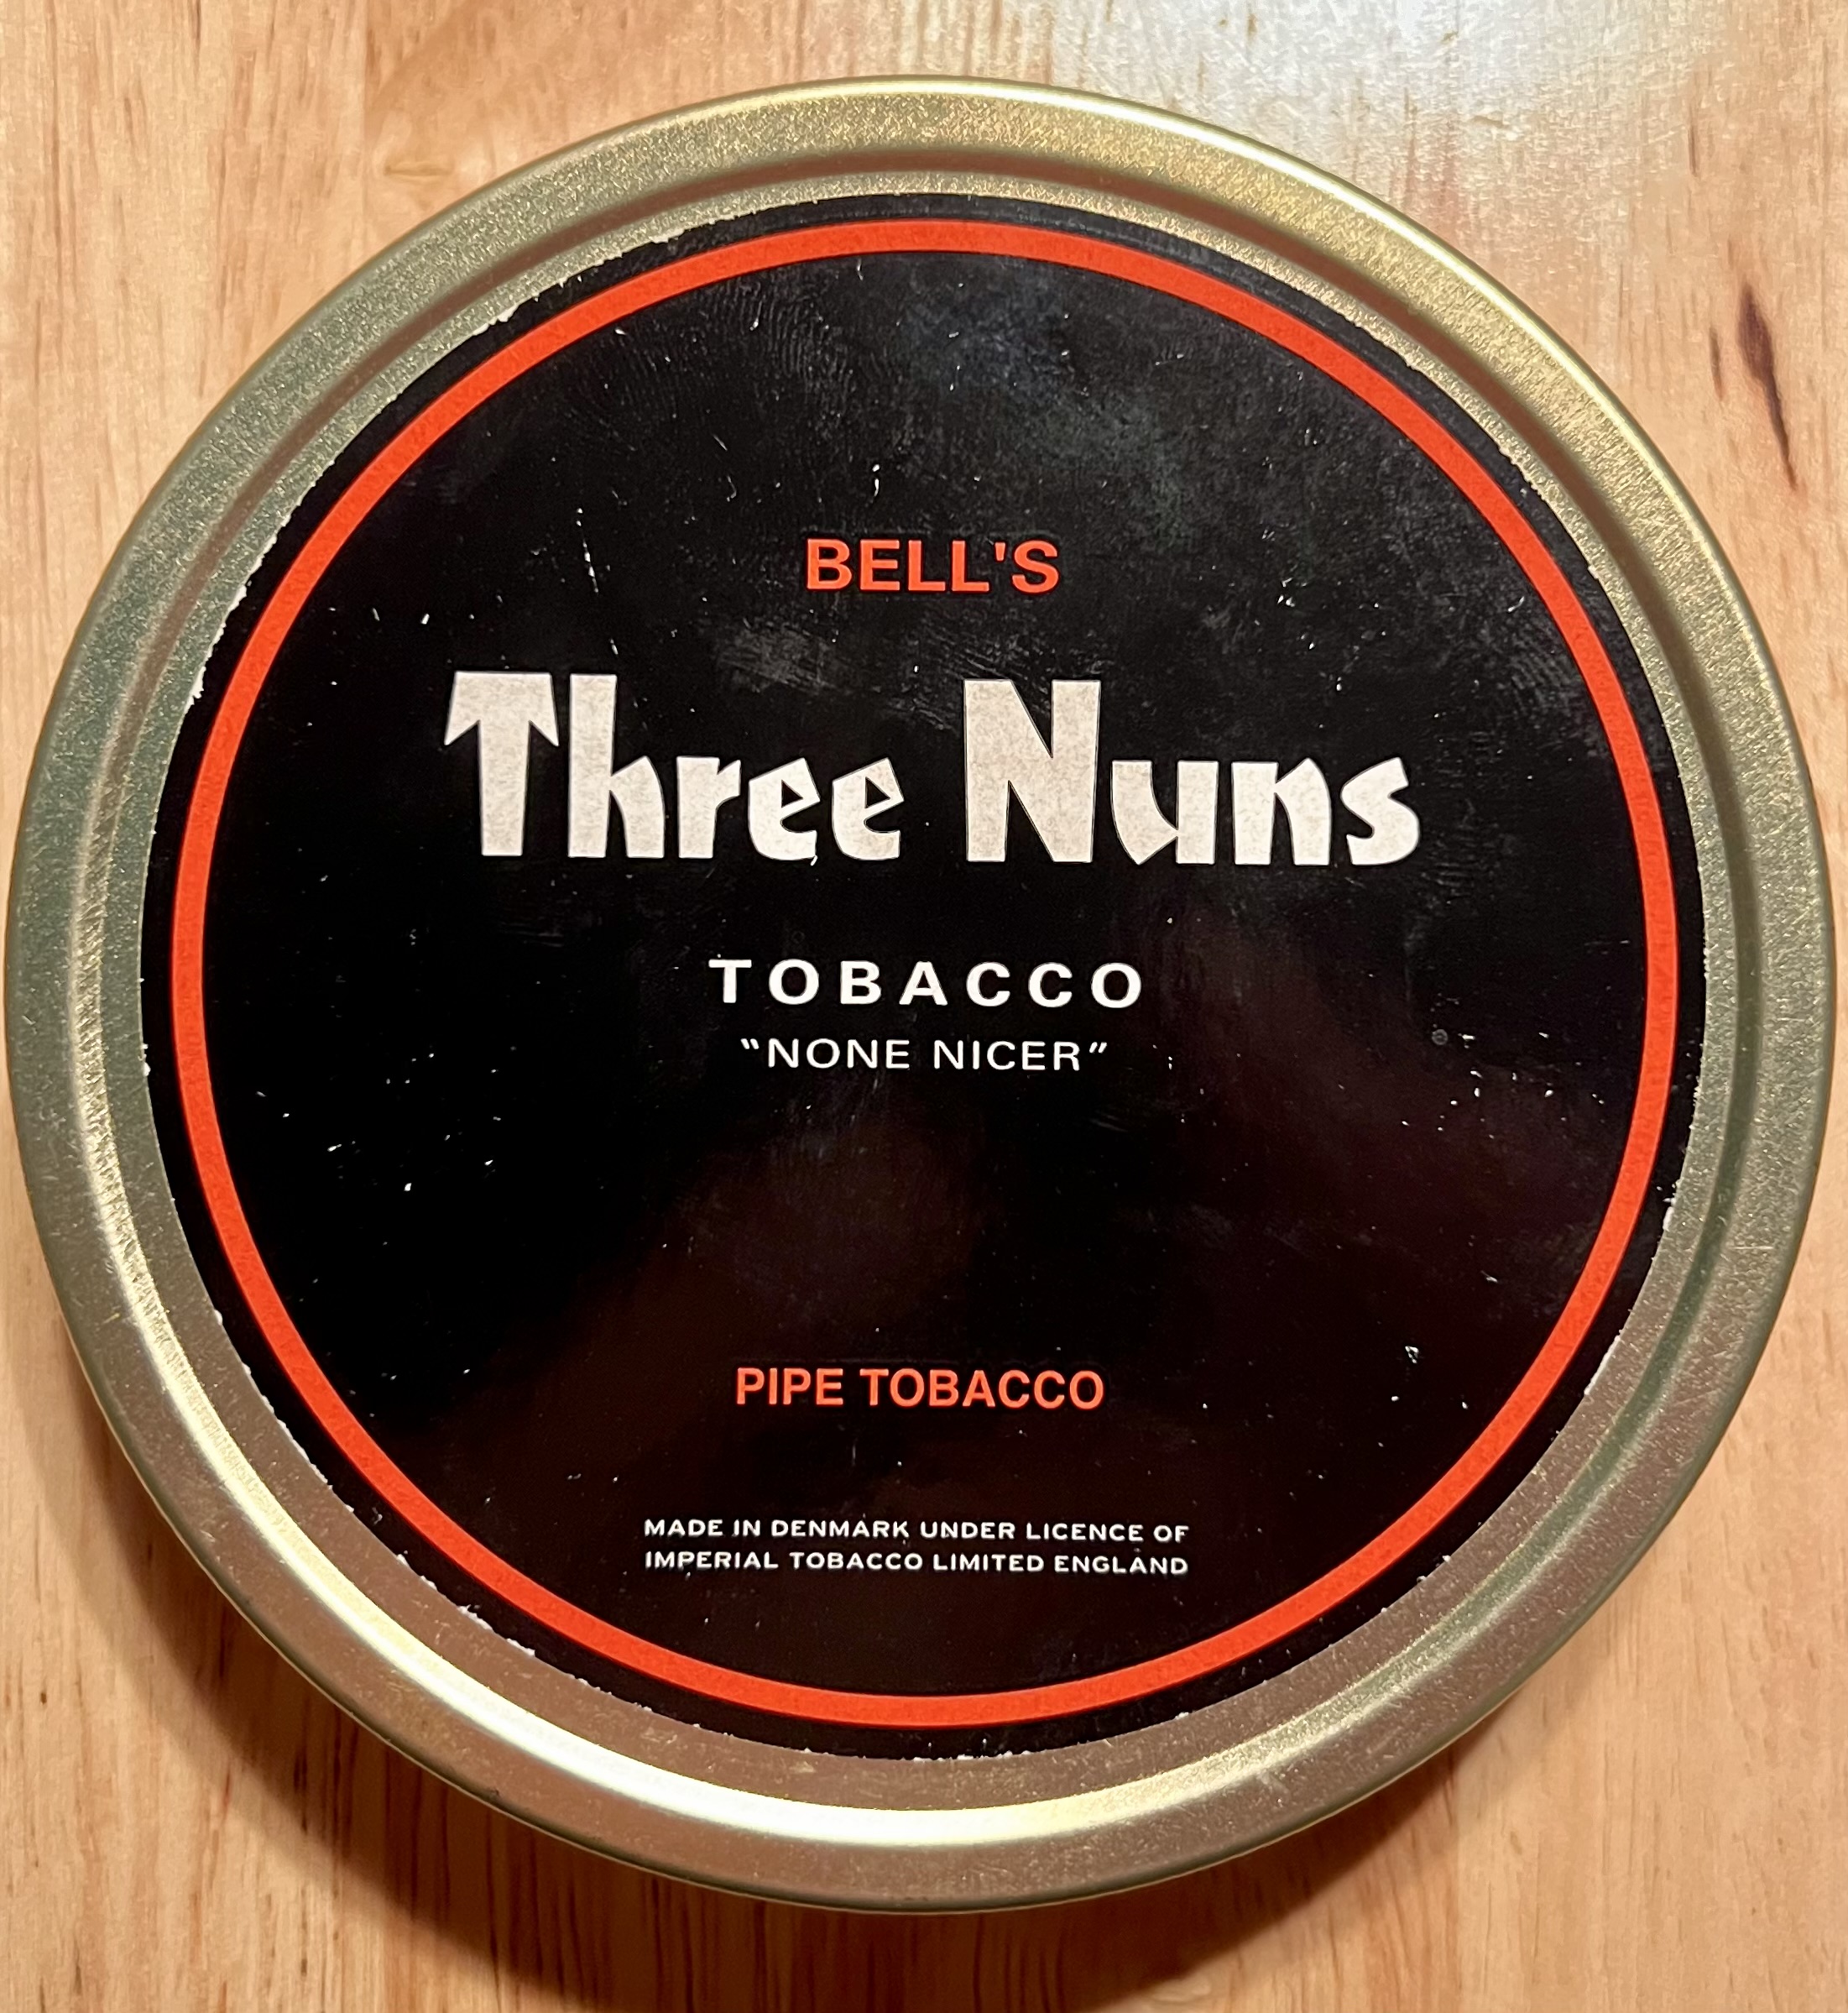 BELL'S
Three Nuns
TOBACCO
"NONE NICER"
PIPE TOBACCO
MADE IN DENMARK UNDER LICENCE OF
IMPERIAL TOBACCO LIMITED ENGLAND